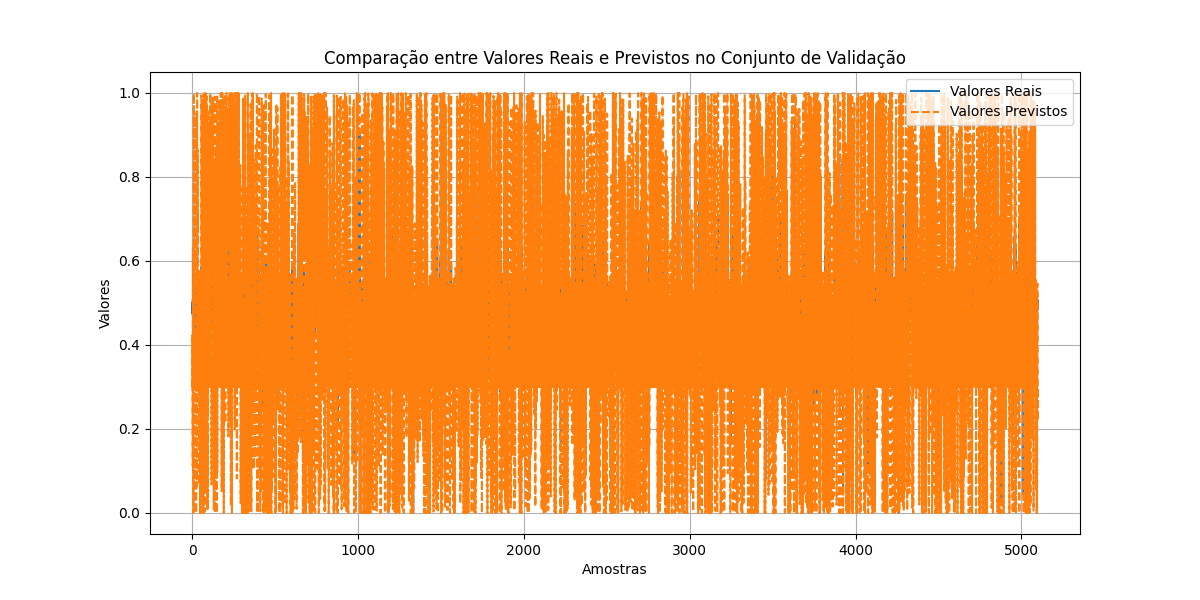 Comparação entre Valores Reais e Previstos no Conjunto de Validação
Valores Reais
Valores Previstos
Valores
1.0
0.8
0.6
0.4
0.2
0.0
0 1000 2000 3000 4000 5000
Amostras